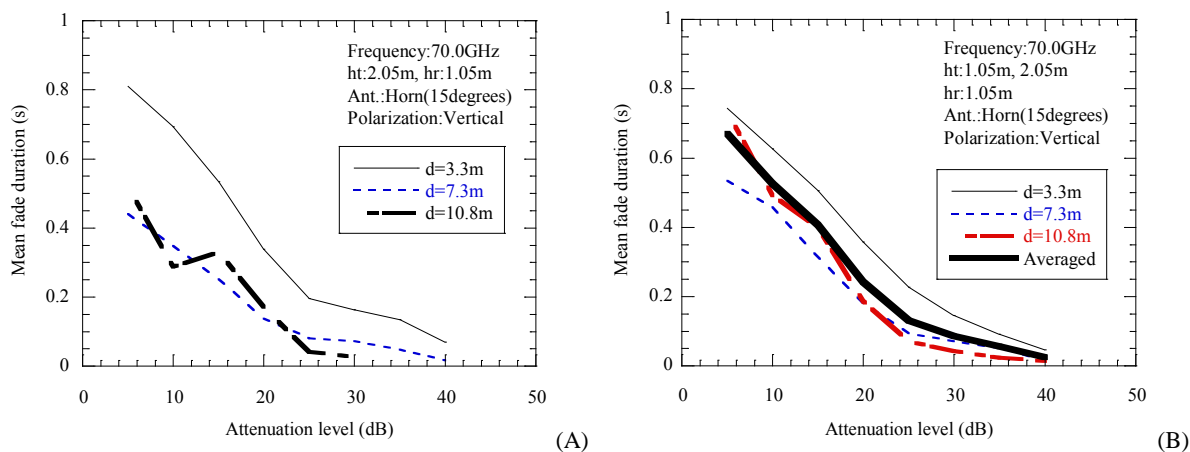 Mean fade duration (s)
1
0.8
0.6
0.4
0.2
0
0 10 20 30 40 50
Attenuation level (dB)
Frequency:70.0GHz
ht:2.05m, hr:1.05m
Ant.:Horn(15degrees)
Polarization:Vertical
d=3.3m
d=7.3m
d=10.8m
(A)
Mean fade duration (s)
1
0.8
0.6
0.4
0.2
0
0 10 20 30 40 50
Attenuation level (dB)
Frequency:70.0GHz
ht:1.05m, 2.05m
hr:1.05m
Ant.:Horn(15degrees)
Polarization:Vertical
d=3.3m
d=7.3m
d=10.8m
Averaged
(B)